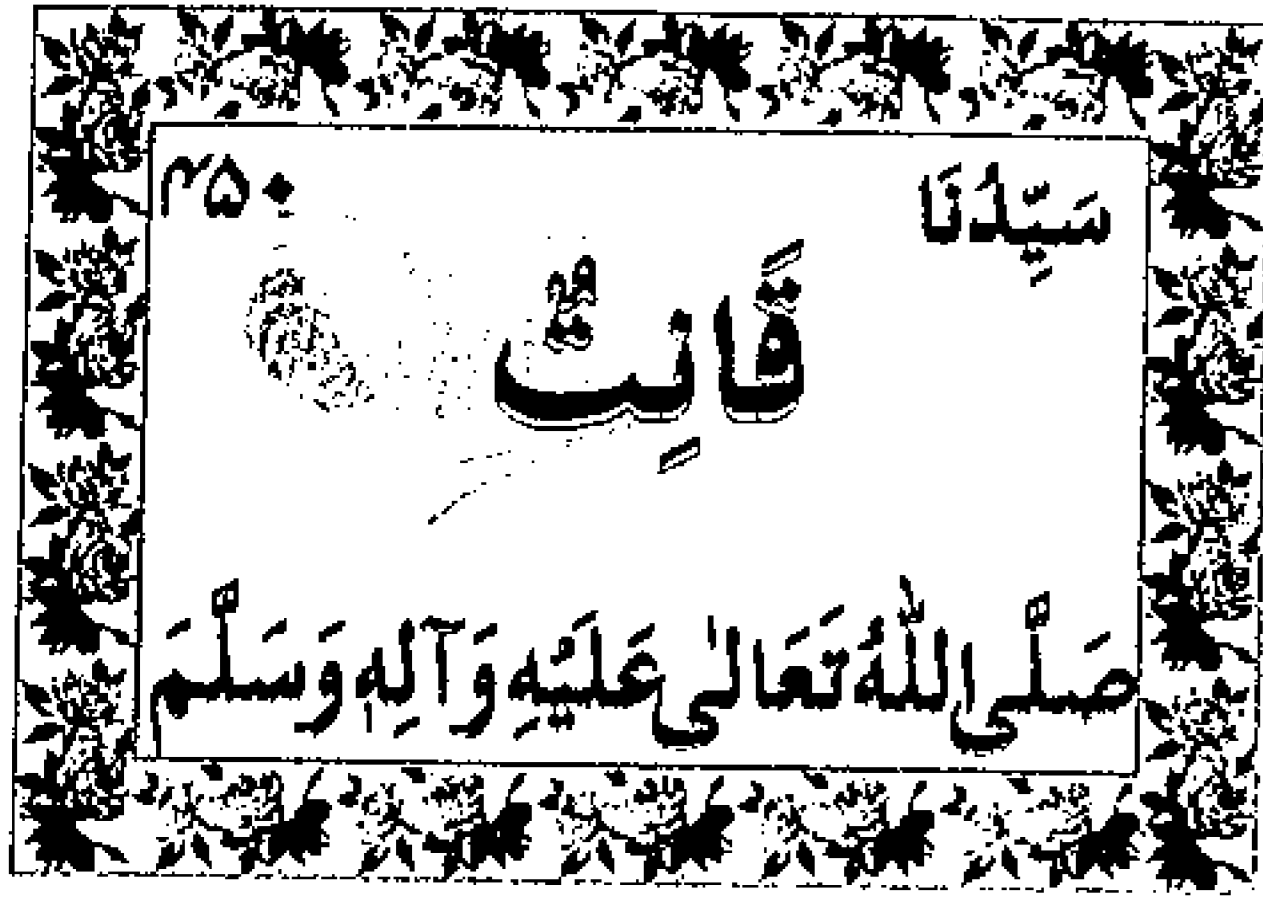 سَيِّدُنَا
۴۵۰
قَانِتٌ
صَلَّى اللّٰهُ تَعَالٰى عَلَيْهِ وَآلِهٖ وَسَلَّمَ